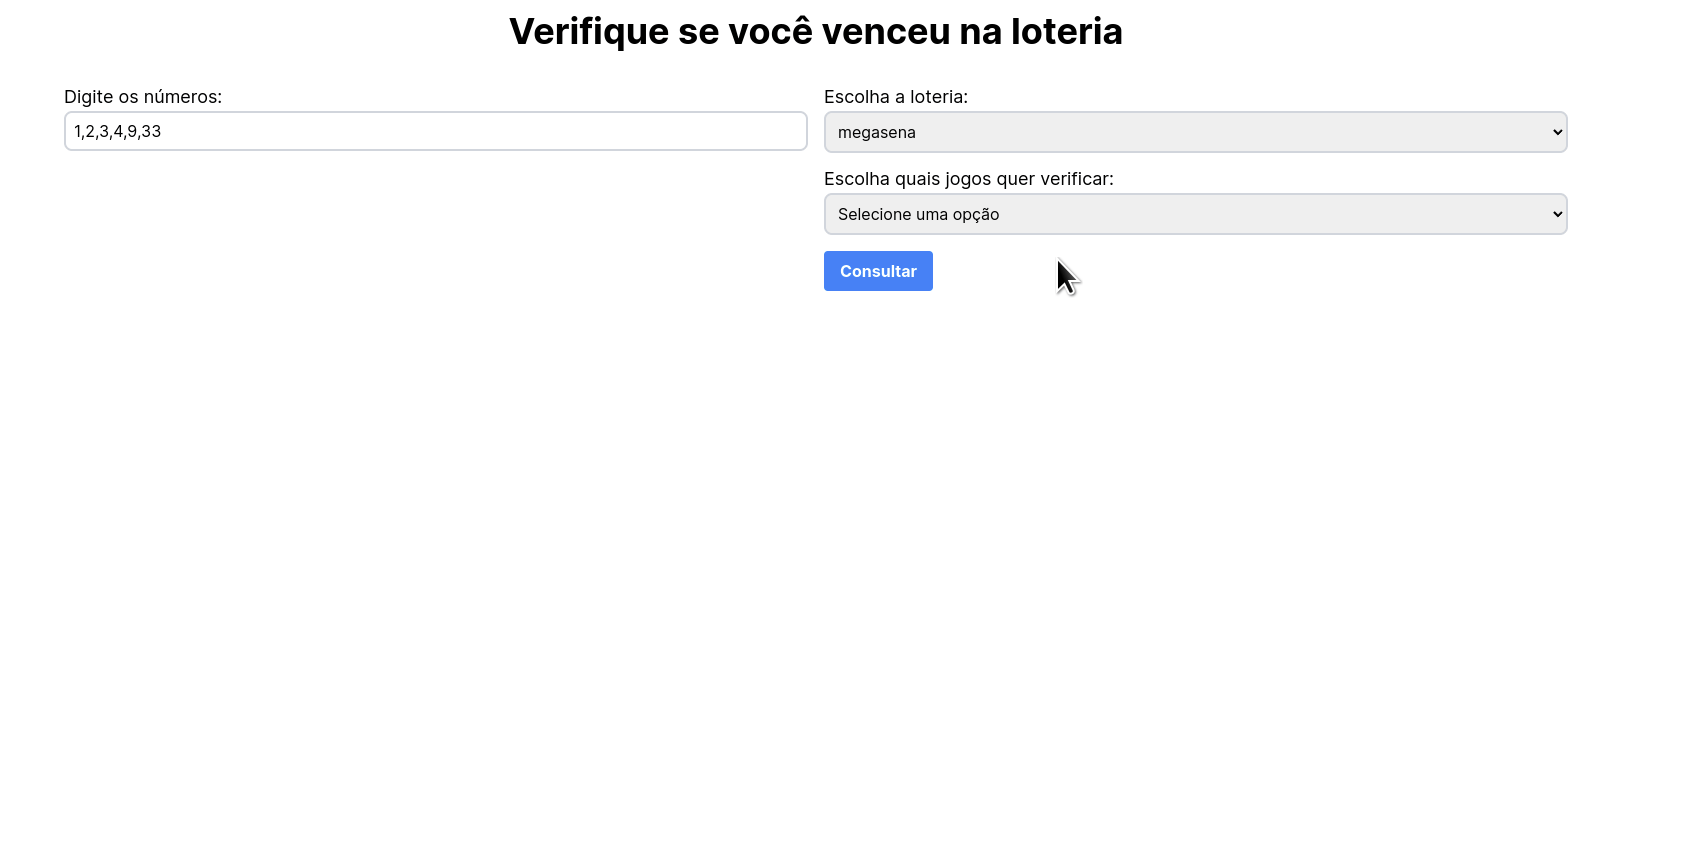 Verifique se você venceu na loteria
Digite os números:
1,2,3,4,9,33
Escolha a loteria:
megasena
Escolha quais jogos quer verificar:
Selecione uma opção
Consultar